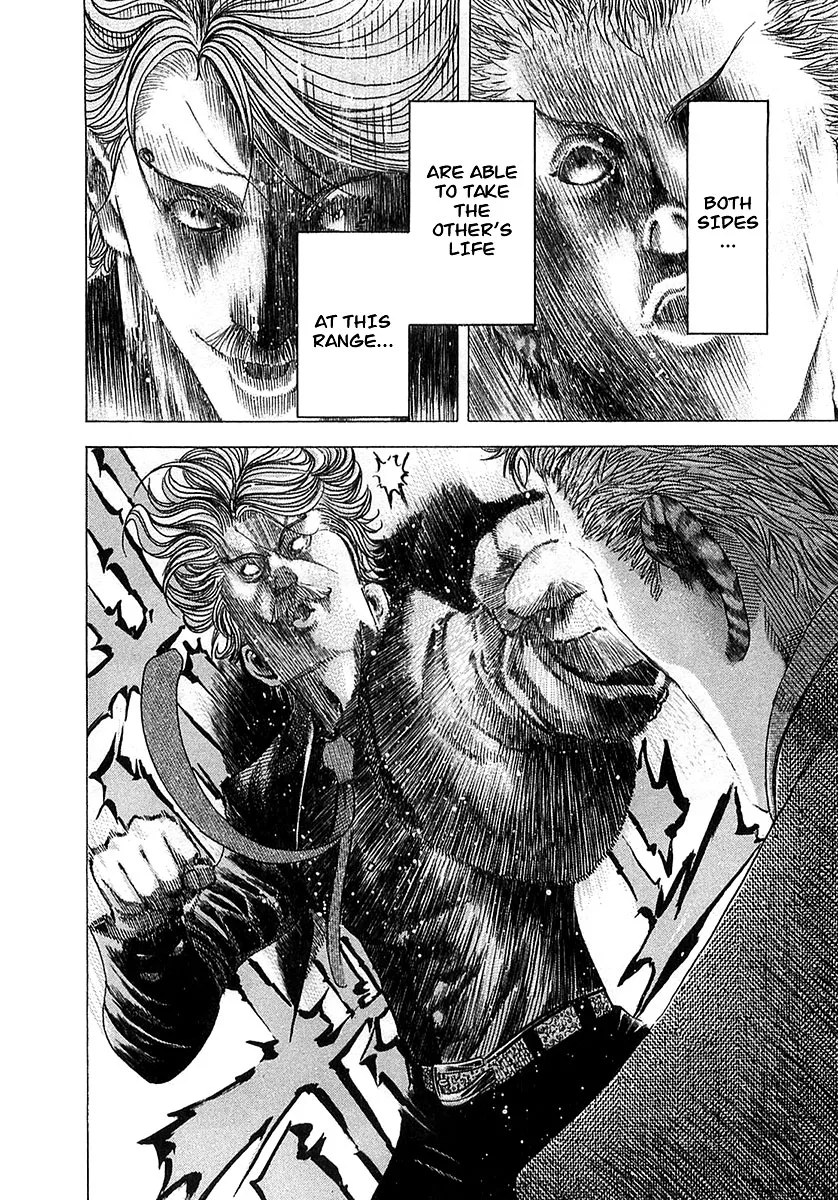 BOTH
SIDES
...
ARE ABLE
TO TAKE
THE
OTHER'S
LIFE
AT THIS
RANGE...